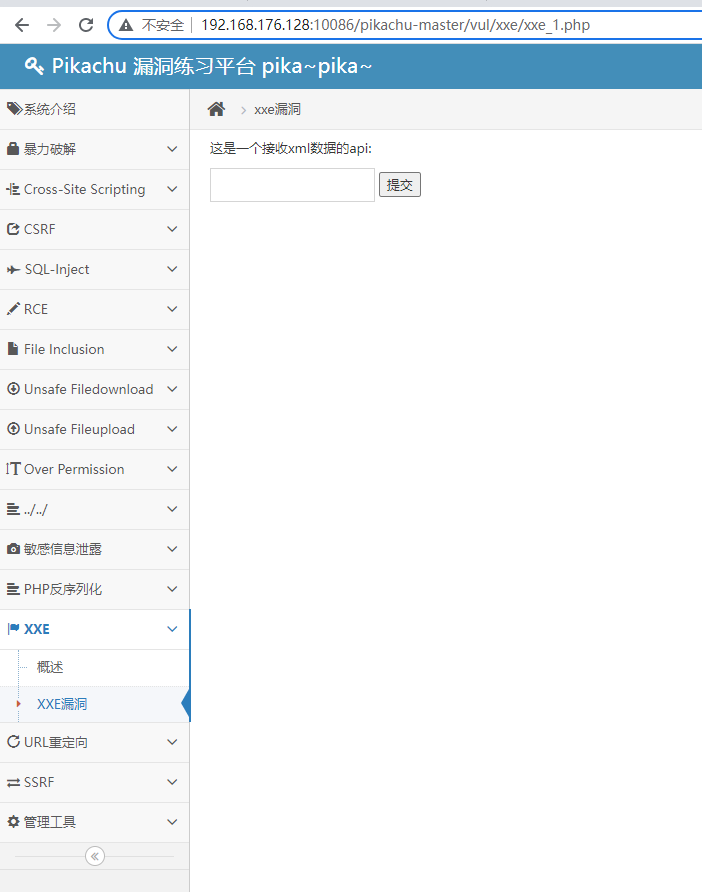 不安全 192.168.176.128:10086/pikachu-master/vul/xxe/xxe_1.php
Pikachu 漏洞练习平台 pika~pika~
系统介绍
暴力破解
Cross-Site Scripting
CSRF
SQL-Inject
RCE
File Inclusion
Unsafe Filedownload
Unsafe Fileupload
Over Permission
../../
敏感信息泄露
PHP反序列化
XXE
概述
XXE漏洞
URL重定向
SSRF
管理工具
xxe漏洞
这是一个接收xml数据的api:
提交